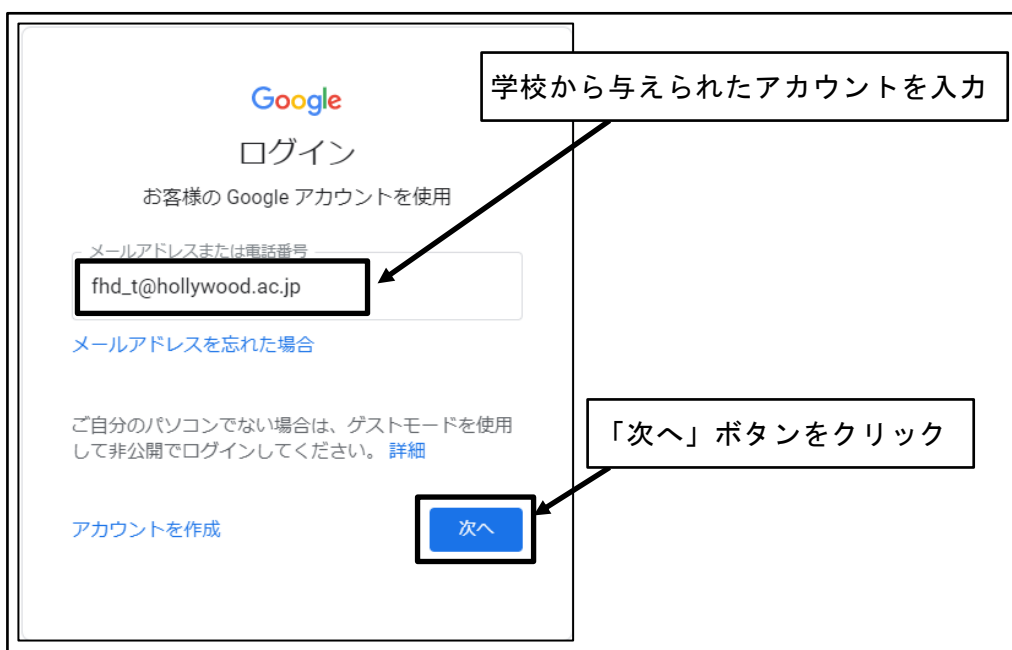 学校から与えられたアカウントを入力
Google
ログイン
お客様の Google アカウントを使用
メールアドレスまたは電話番号
fhd_t@hollywood.ac.jp
メールアドレスを忘れた場合
ご自分のパソコンでない場合は、ゲストモードを使用
して非公開でログインしてください。 詳細
「次へ」ボタンをクリック
アカウントを作成
次へ